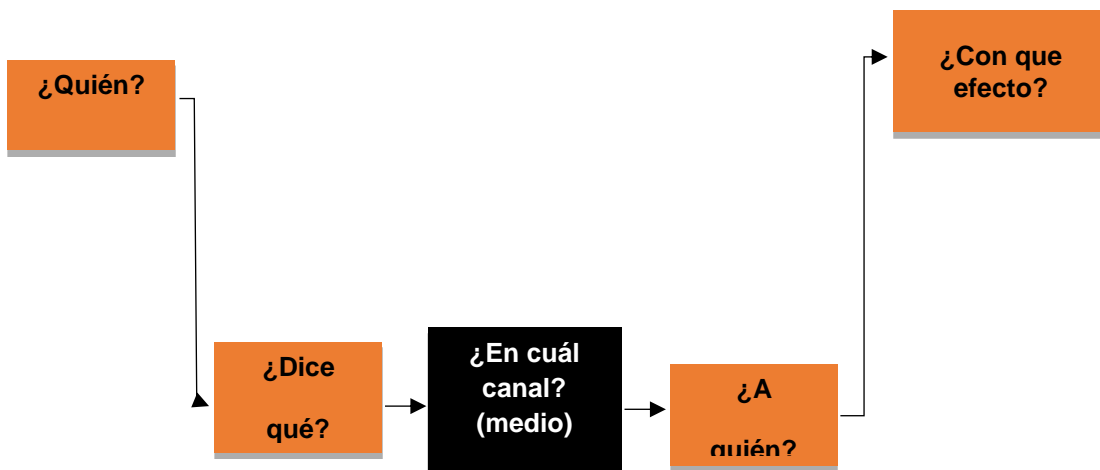 ¿Quién?
¿Dice
qué?
¿En cuál
canal?
(medio)
¿A
quién?
¿Con que
efecto?